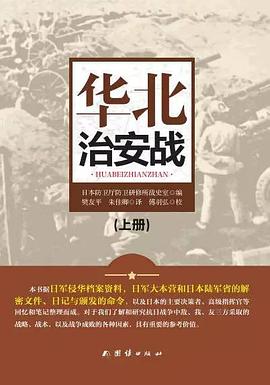 华北
治安战
·HUABEIZHIANZHAN·
日本防卫厅防卫研修所战史室 编
樊友平 朱佳卿 译 傅羽弘 校
(上册)
本书据日军侵华档案资料，日军大本营和日本陆军省的解
密文件、日记与颁发的命令，以及日本的主要决策者、高级指挥官等
回忆和笔记整理而成。对于我们了解和研究抗日战争中敌、我、友三方采取的
战略、战术，以及战争成败的各种因素，具有重要的参考价值。
团结出版社